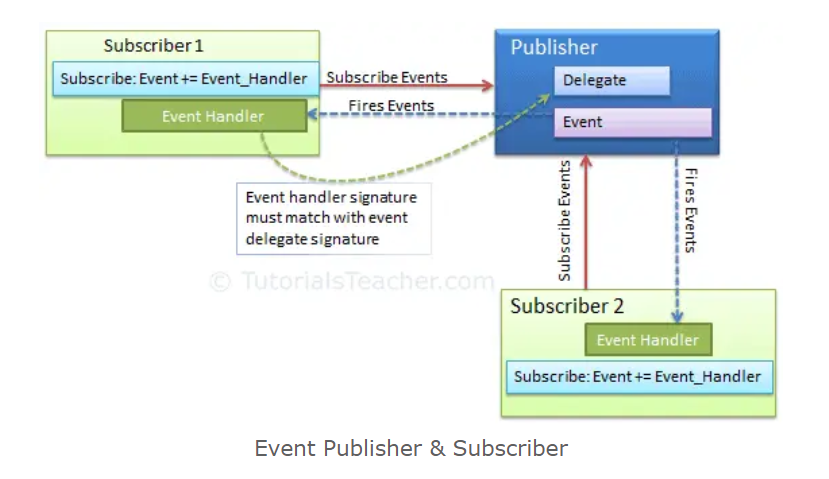 Subscriber 1
Subscribe: Event += Event_Handler
Event Handler
Subscribe Events
Fires Events
Publisher
Delegate
Event
Event handler signature
must match with event
delegate signature
Subscribe Events
Fires Events
© TutorialsTeacher.com
Subscriber 2
Event Handler
Subscribe: Event += Event_Handler
Event Publisher & Subscriber